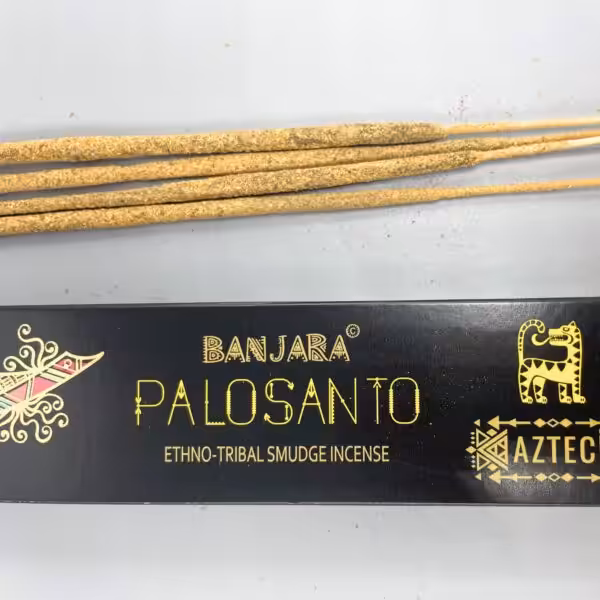 BANJARA©
PALOSANTO
ETHNO-TRIBAL SMUDGE INCENSE
AZTEC